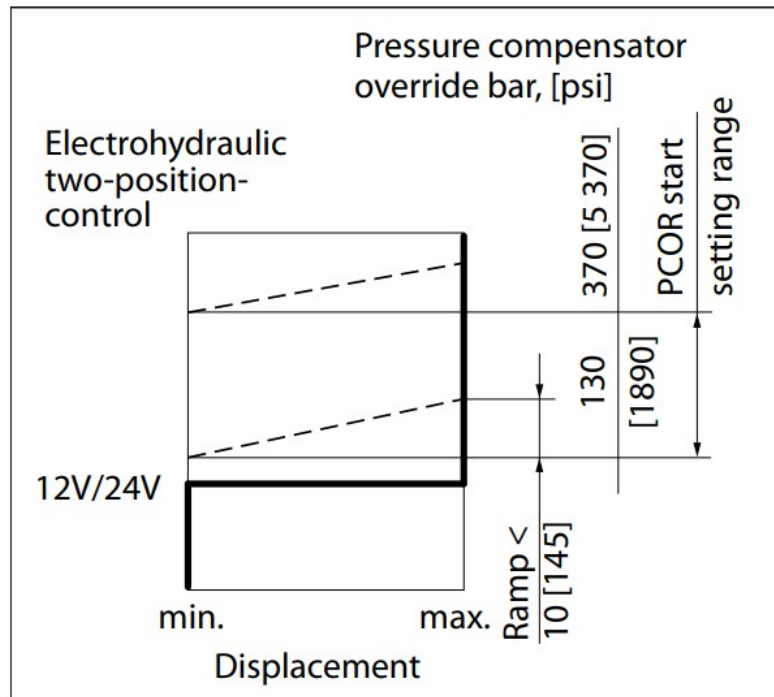 Pressure compensator
override bar, [psi]
Electrohydraulic
two-position-
control
370 [5 370]
PCOR start
setting range
130
[1890]
12V/24V
Ramp <
10 [145]
min.
max.
Displacement